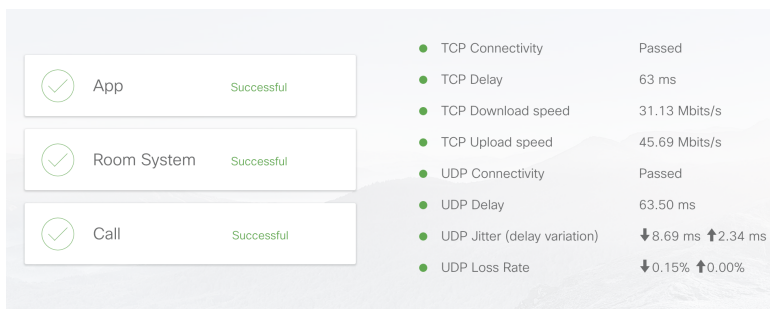 App Successful
Room System Successful
Call Successful
TCP Connectivity Passed
TCP Delay 63 ms
TCP Download speed 31.13 Mbits/s
TCP Upload speed 45.69 Mbits/s
UDP Connectivity Passed
UDP Delay 63.50 ms
UDP Jitter (delay variation) ⬇8.69 ms ⬆2.34 ms
UDP Loss Rate ⬇0.15% ⬆0.00%